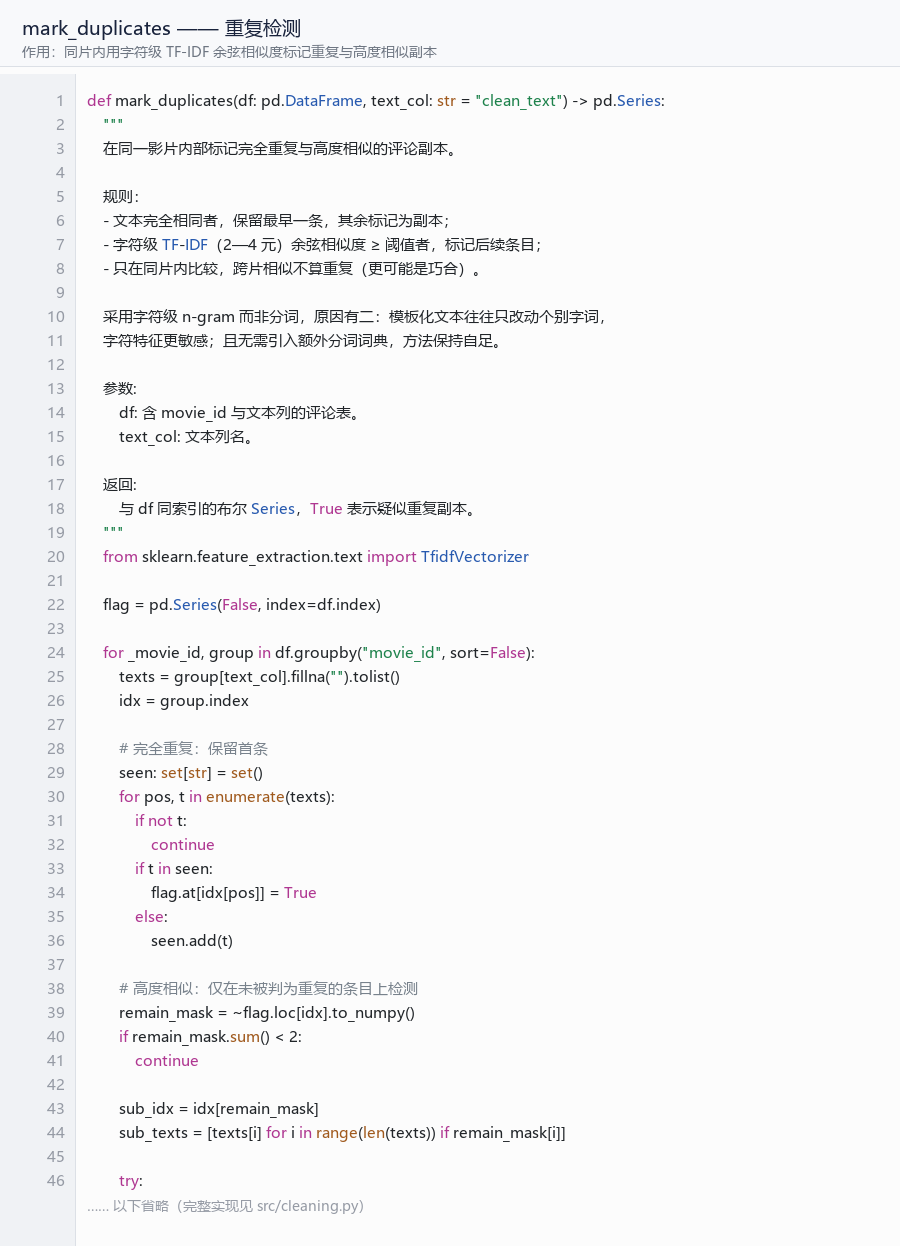 mark_duplicates —— 重复检测
作用：同片内用字符级 TF-IDF 余弦相似度标记重复与高度相似副本
1 def mark_duplicates(df: pd.DataFrame, text_col: str = "clean_text") -> pd.Series:
2 """
3 在同一影片内部标记完全重复与高度相似的评论副本。
4
5 规则：
6 - 文本完全相同者，保留最早一条，其余标记为副本；
7 - 字符级 TF-IDF（2—4 元）余弦相似度 ≥ 阈值者，标记后续条目；
8 - 只在同片内比较，跨片相似不算重复（更可能是巧合）。
9
10 采用字符级 n-gram 而非分词，原因有二：模板化文本往往只改动个别字词，
11 字符特征更敏感；且无需引入额外分词词典，方法保持自足。
12
13 参数:
14 df: 含 movie_id 与文本列的评论表。
15 text_col: 文本列名。
16
17 返回:
18 与 df 同索引的布尔 Series，True 表示疑似重复副本。
19 """
20 from sklearn.feature_extraction.text import TfidfVectorizer
21
22 flag = pd.Series(False, index=df.index)
23
24 for _movie_id, group in df.groupby("movie_id", sort=False):
25 texts = group[text_col].fillna("").tolist()
26 idx = group.index
27
28 # 完全重复：保留首条
29 seen: set[str] = set()
30 for pos, t in enumerate(texts):
31 if not t:
32 continue
33 if t in seen:
34 flag.at[idx[pos]] = True
35 else:
36 seen.add(t)
37
38 # 高度相似：仅在未被判为重复的条目上检测
39 remain_mask = ~flag.loc[idx].to_numpy()
40 if remain_mask.sum() < 2:
41 continue
42
43 sub_idx = idx[remain_mask]
44 sub_texts = [texts[i] for i in range(len(texts)) if remain_mask[i]]
45
46 try:
…… 以下省略（完整实现见 src/cleaning.py）